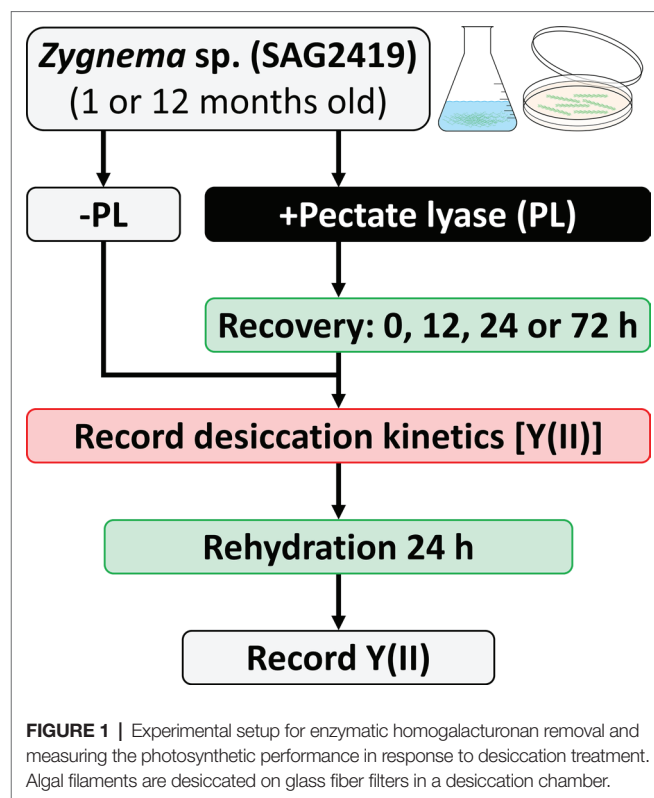 Zygnema sp. (SAG2419)
(1 or 12 months old)
-PL
+Pectate lyase (PL)
Recovery: 0, 12, 24 or 72 h
Record desiccation kinetics [Y(II)]
Rehydration 24 h
Record Y(II)
FIGURE 1 | Experimental setup for enzymatic homogalacturonan removal and
measuring the photosynthetic performance in response to desiccation treatment.
Algal filaments are desiccated on glass fiber filters in a desiccation chamber.